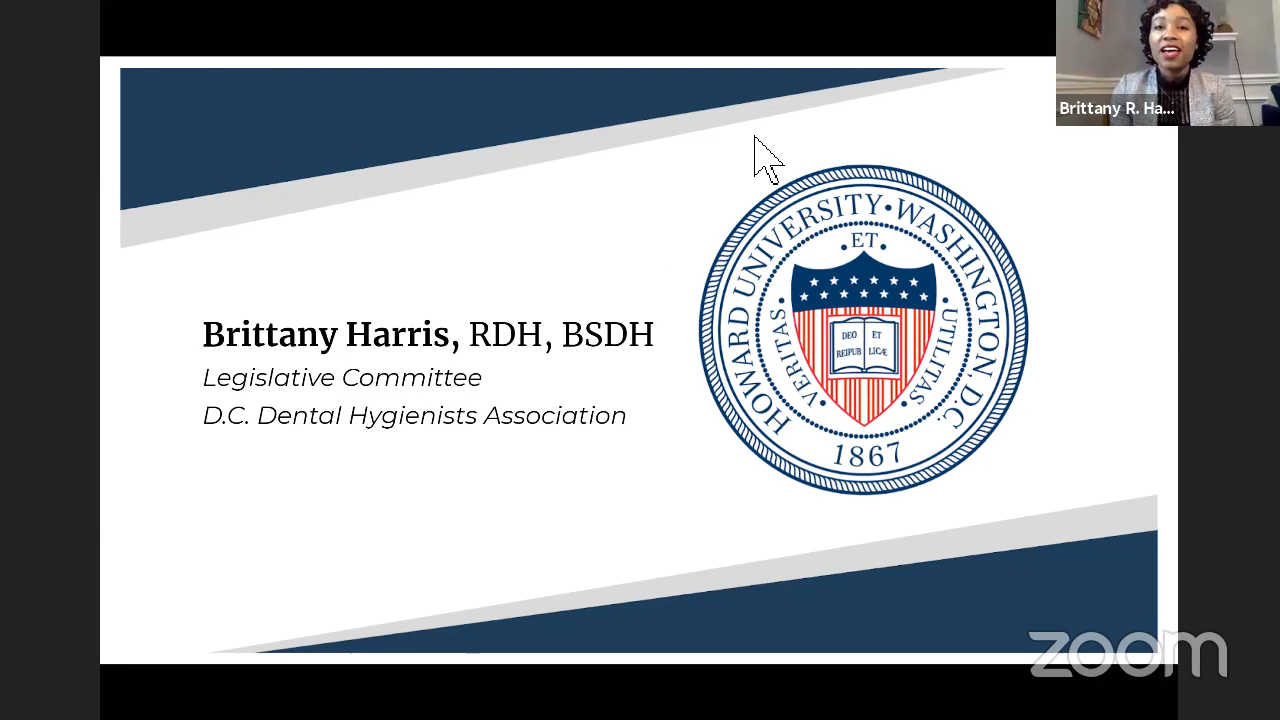 Brittany R. Ha...
HOWARD UNIVERSITY • WASHINGTON D.C.
• ET •
• VERITAS •
• UTILITAS •
DEO ET
REIPUB LICÆ
1867
Brittany Harris, RDH, BSDH
Legislative Committee
D.C. Dental Hygienists Association
zoom